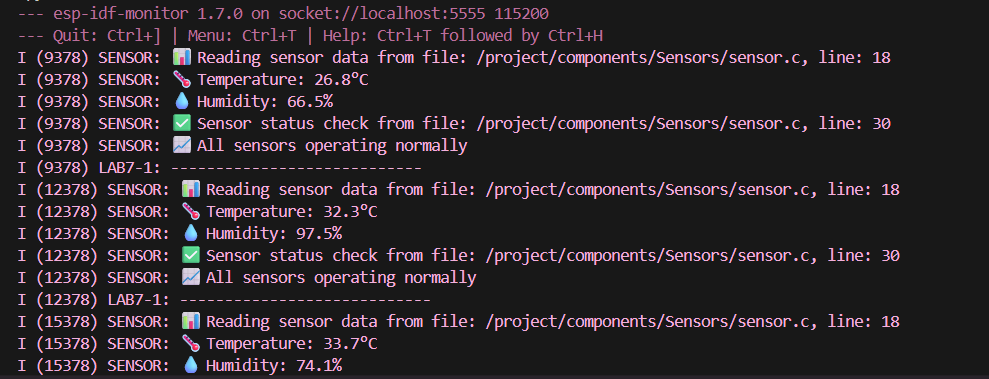 --- esp-idf-monitor 1.7.0 on socket://localhost:5555 115200
--- Quit: Ctrl+] | Menu: Ctrl+T | Help: Ctrl+T followed by Ctrl+H
I (9378) SENSOR: 📊 Reading sensor data from file: /project/components/Sensors/sensor.c, line: 18
I (9378) SENSOR: 🌡️ Temperature: 26.8°C
I (9378) SENSOR: 💧 Humidity: 66.5%
I (9378) SENSOR: ✅ Sensor status check from file: /project/components/Sensors/sensor.c, line: 30
I (9378) SENSOR: 📈 All sensors operating normally
I (9378) LAB7-1: ----------------------------
I (12378) SENSOR: 📊 Reading sensor data from file: /project/components/Sensors/sensor.c, line: 18
I (12378) SENSOR: 🌡️ Temperature: 32.3°C
I (12378) SENSOR: 💧 Humidity: 97.5%
I (12378) SENSOR: ✅ Sensor status check from file: /project/components/Sensors/sensor.c, line: 30
I (12378) SENSOR: 📈 All sensors operating normally
I (12378) LAB7-1: ----------------------------
I (15378) SENSOR: 📊 Reading sensor data from file: /project/components/Sensors/sensor.c, line: 18
I (15378) SENSOR: 🌡️ Temperature: 33.7°C
I (15378) SENSOR: 💧 Humidity: 74.1%